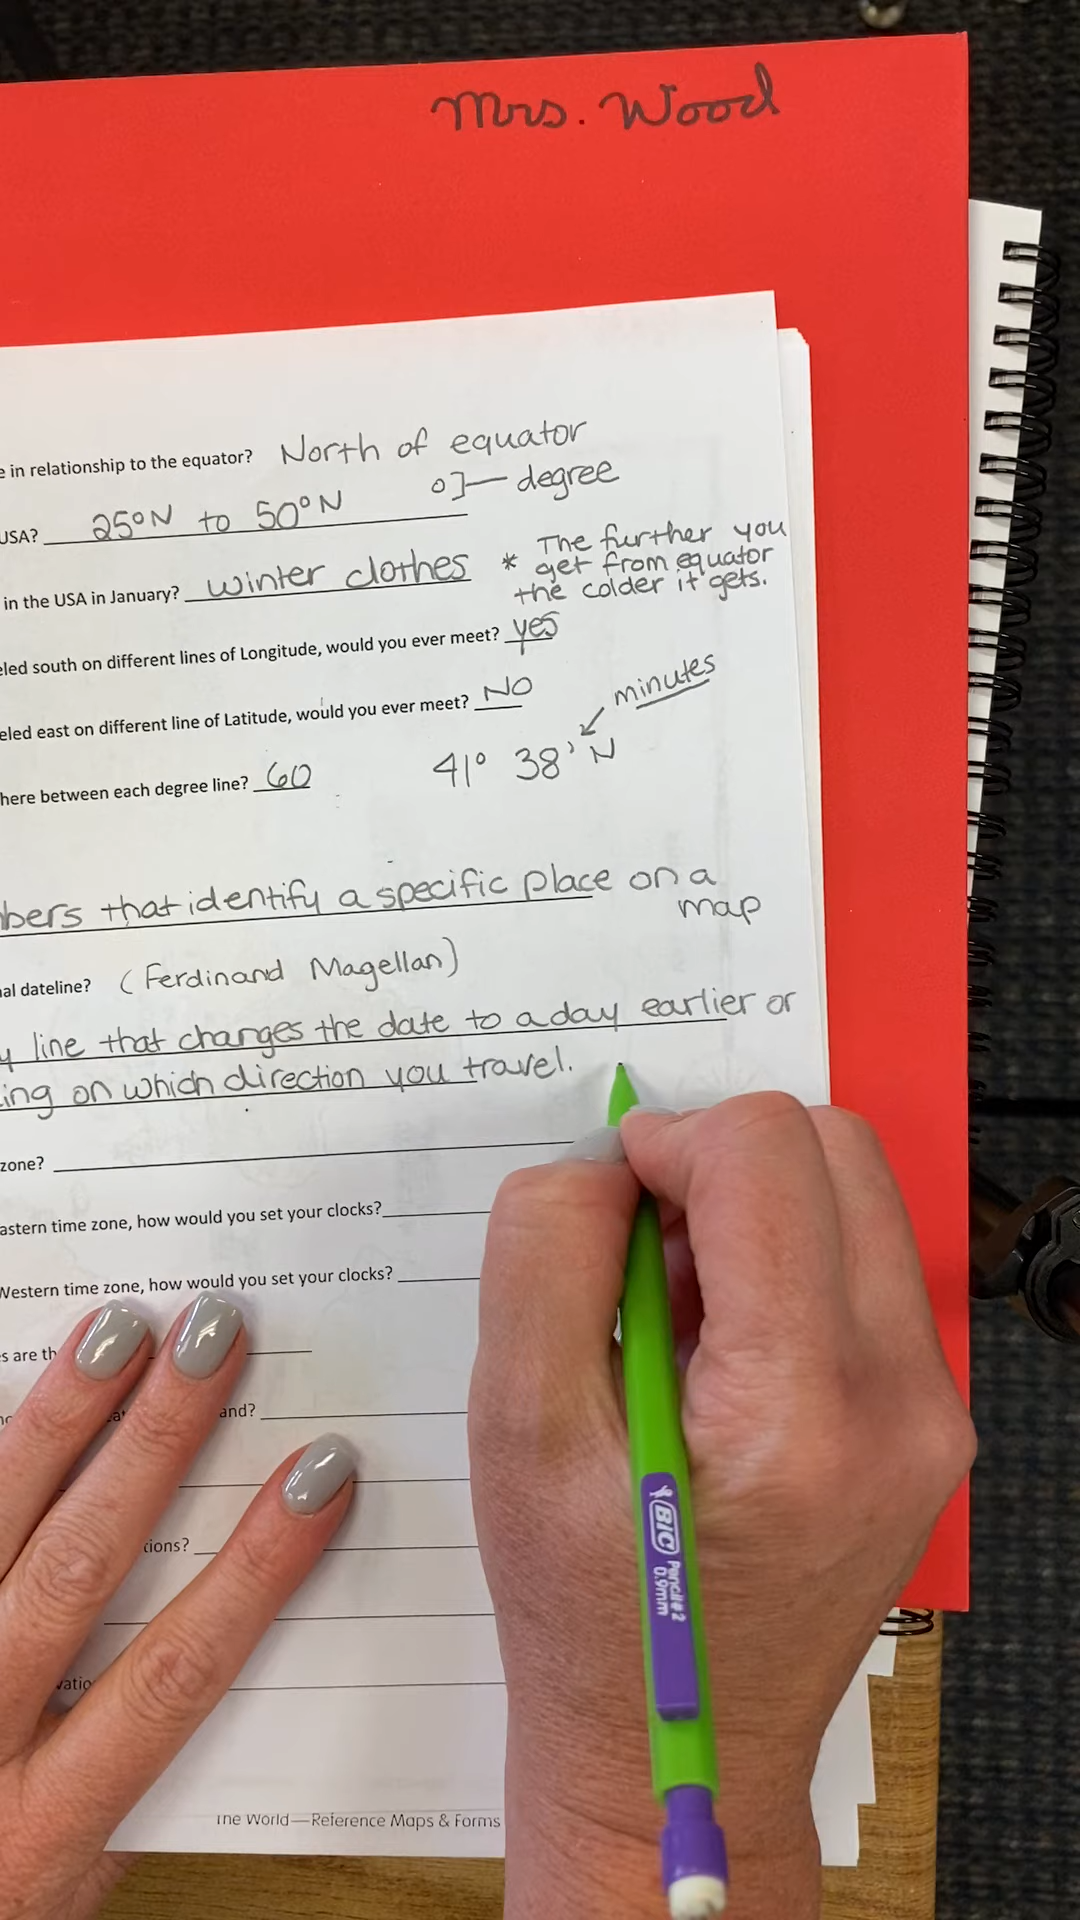 Mrs. Wood
e in relationship to the equator? North of equator
o]— degree
USA? 25°N to 50°N
* The further you
get from equator
the colder it gets.
in the USA in January? winter clothes
eled south on different lines of Longitude, would you ever meet? yes
eled east on different line of Latitude, would you ever meet? NO
minutes
41° 38' N
here between each degree line? 60
bers that identify a specific place on a
map
nal dateline? (Ferdinand Magellan)
y line that changes the date to a day earlier or
ing on which direction you travel.
zone?
astern time zone, how would you set your clocks?
Western time zone, how would you set your clocks?
s are th
and?
tions?
vatio
The World—Reference Maps & Forms
BIC Pencil #2
0.9mm